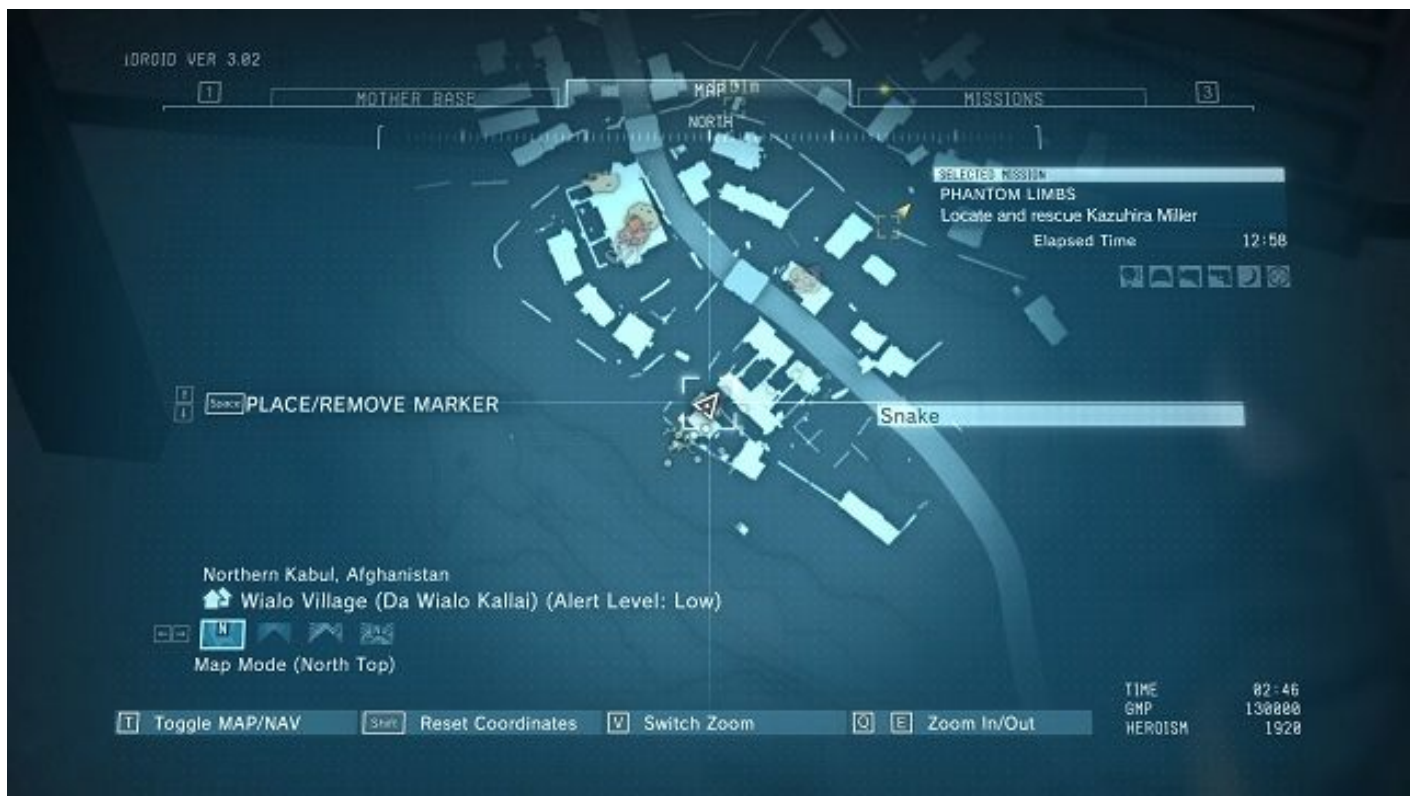 iDROID VER 3.02
1
MOTHER BASE
MAP
MISSIONS
3
NORTH
SELECTED MISSION
PHANTOM LIMBS
Locate and rescue Kazuhira Miller
Elapsed Time 12:58
Space PLACE/REMOVE MARKER
Snake
Northern Kabul, Afghanistan
Wialo Village (Da Wialo Kallai) (Alert Level: Low)
N
Map Mode (North Top)
TIME 02:46
GMP 130000
HEROISM 1920
T Toggle MAP/NAV Shift Reset Coordinates V Switch Zoom Q E Zoom In/Out